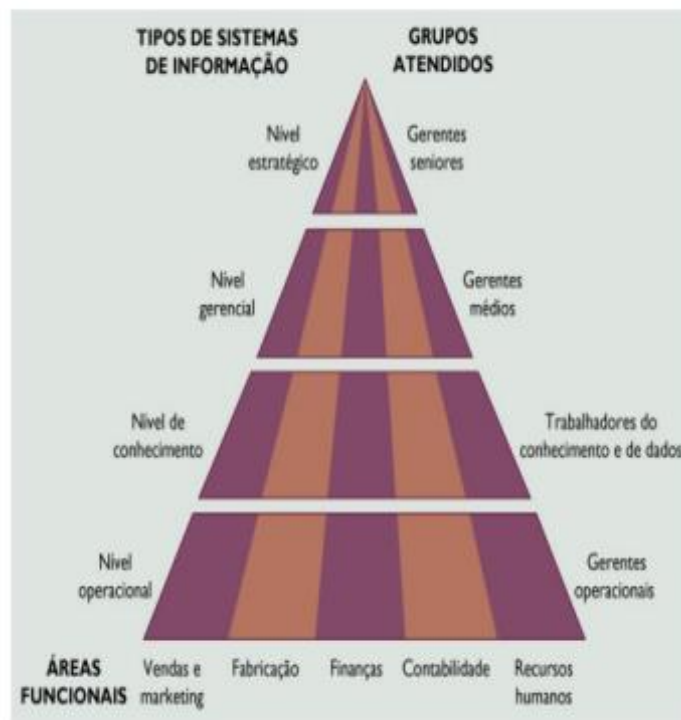 TIPOS DE SISTEMAS
DE INFORMAÇÃO
GRUPOS
ATENDIDOS
Nível
estratégico
Gerentes
seniores
Nível
gerencial
Gerentes
médios
Nível de
conhecimento
Trabalhadores do
conhecimento e de dados
Nível
operacional
Gerentes
operacionais
ÁREAS
FUNCIONAIS
Vendas e
marketing
Fabricação
Finanças
Contabilidade
Recursos
humanos